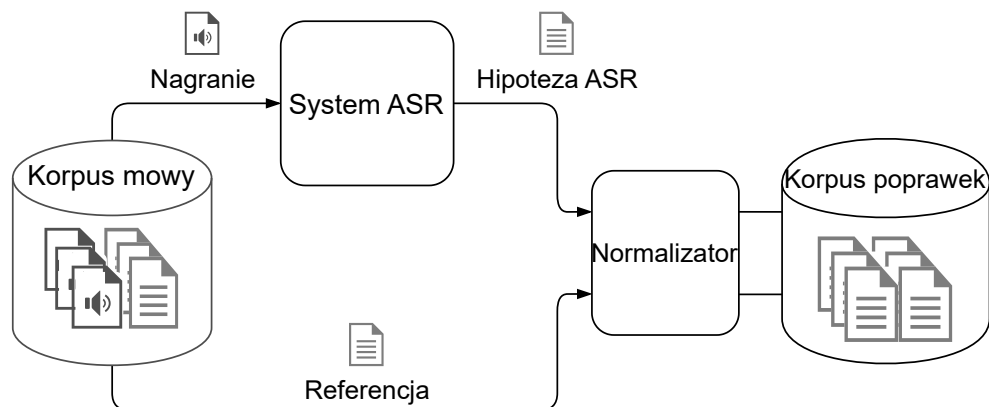 Nagranie
Hipoteza ASR
System ASR
Korpus mowy
Korpus poprawek
Normalizator
Referencja